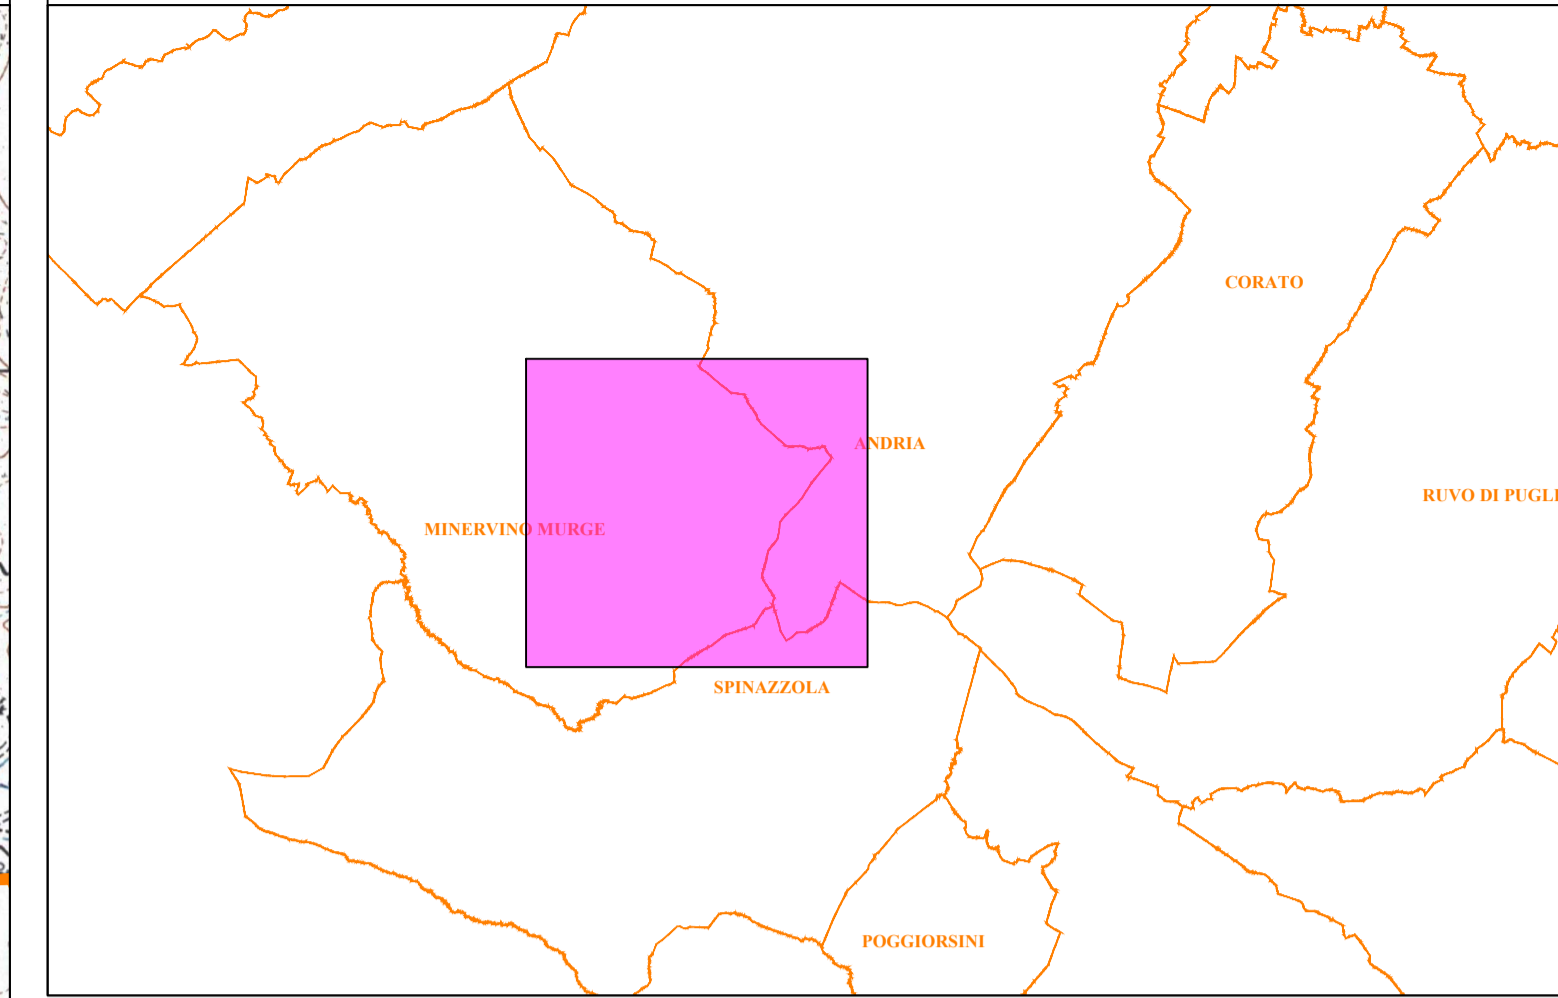 CORATO
ANDRIA
RUVO DI PUGLI
MINERVINO MURGE
SPINAZZOLA
POGGIORSINI